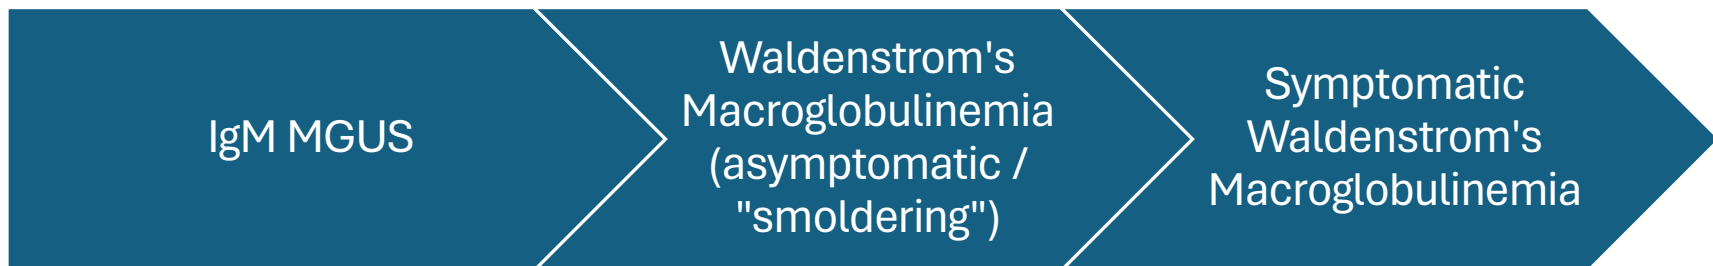 IgM MGUS
Waldenstrom's
Macroglobulinemia
(asymptomatic /
"smoldering")
Symptomatic
Waldenstrom's
Macroglobulinemia